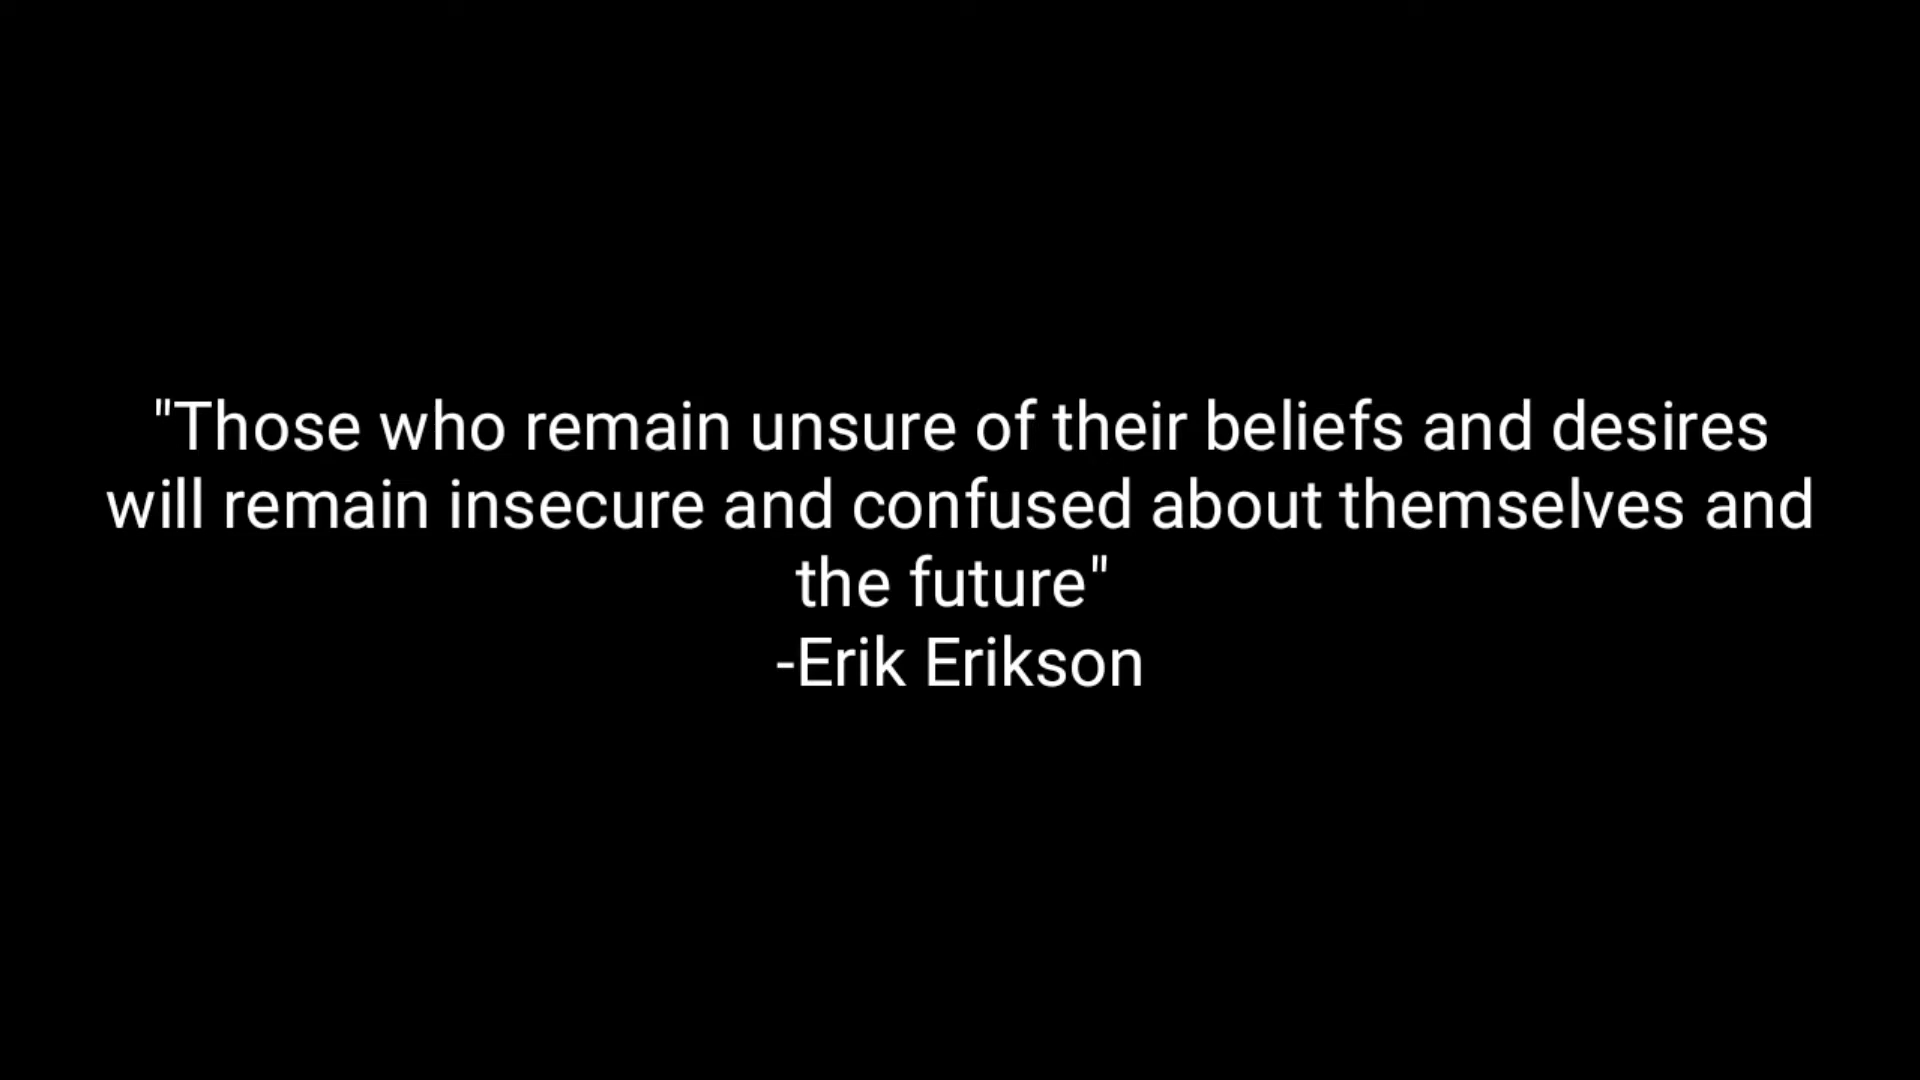 "Those who remain unsure of their beliefs and desires
will remain insecure and confused about themselves and
the future"
-Erik Erikson